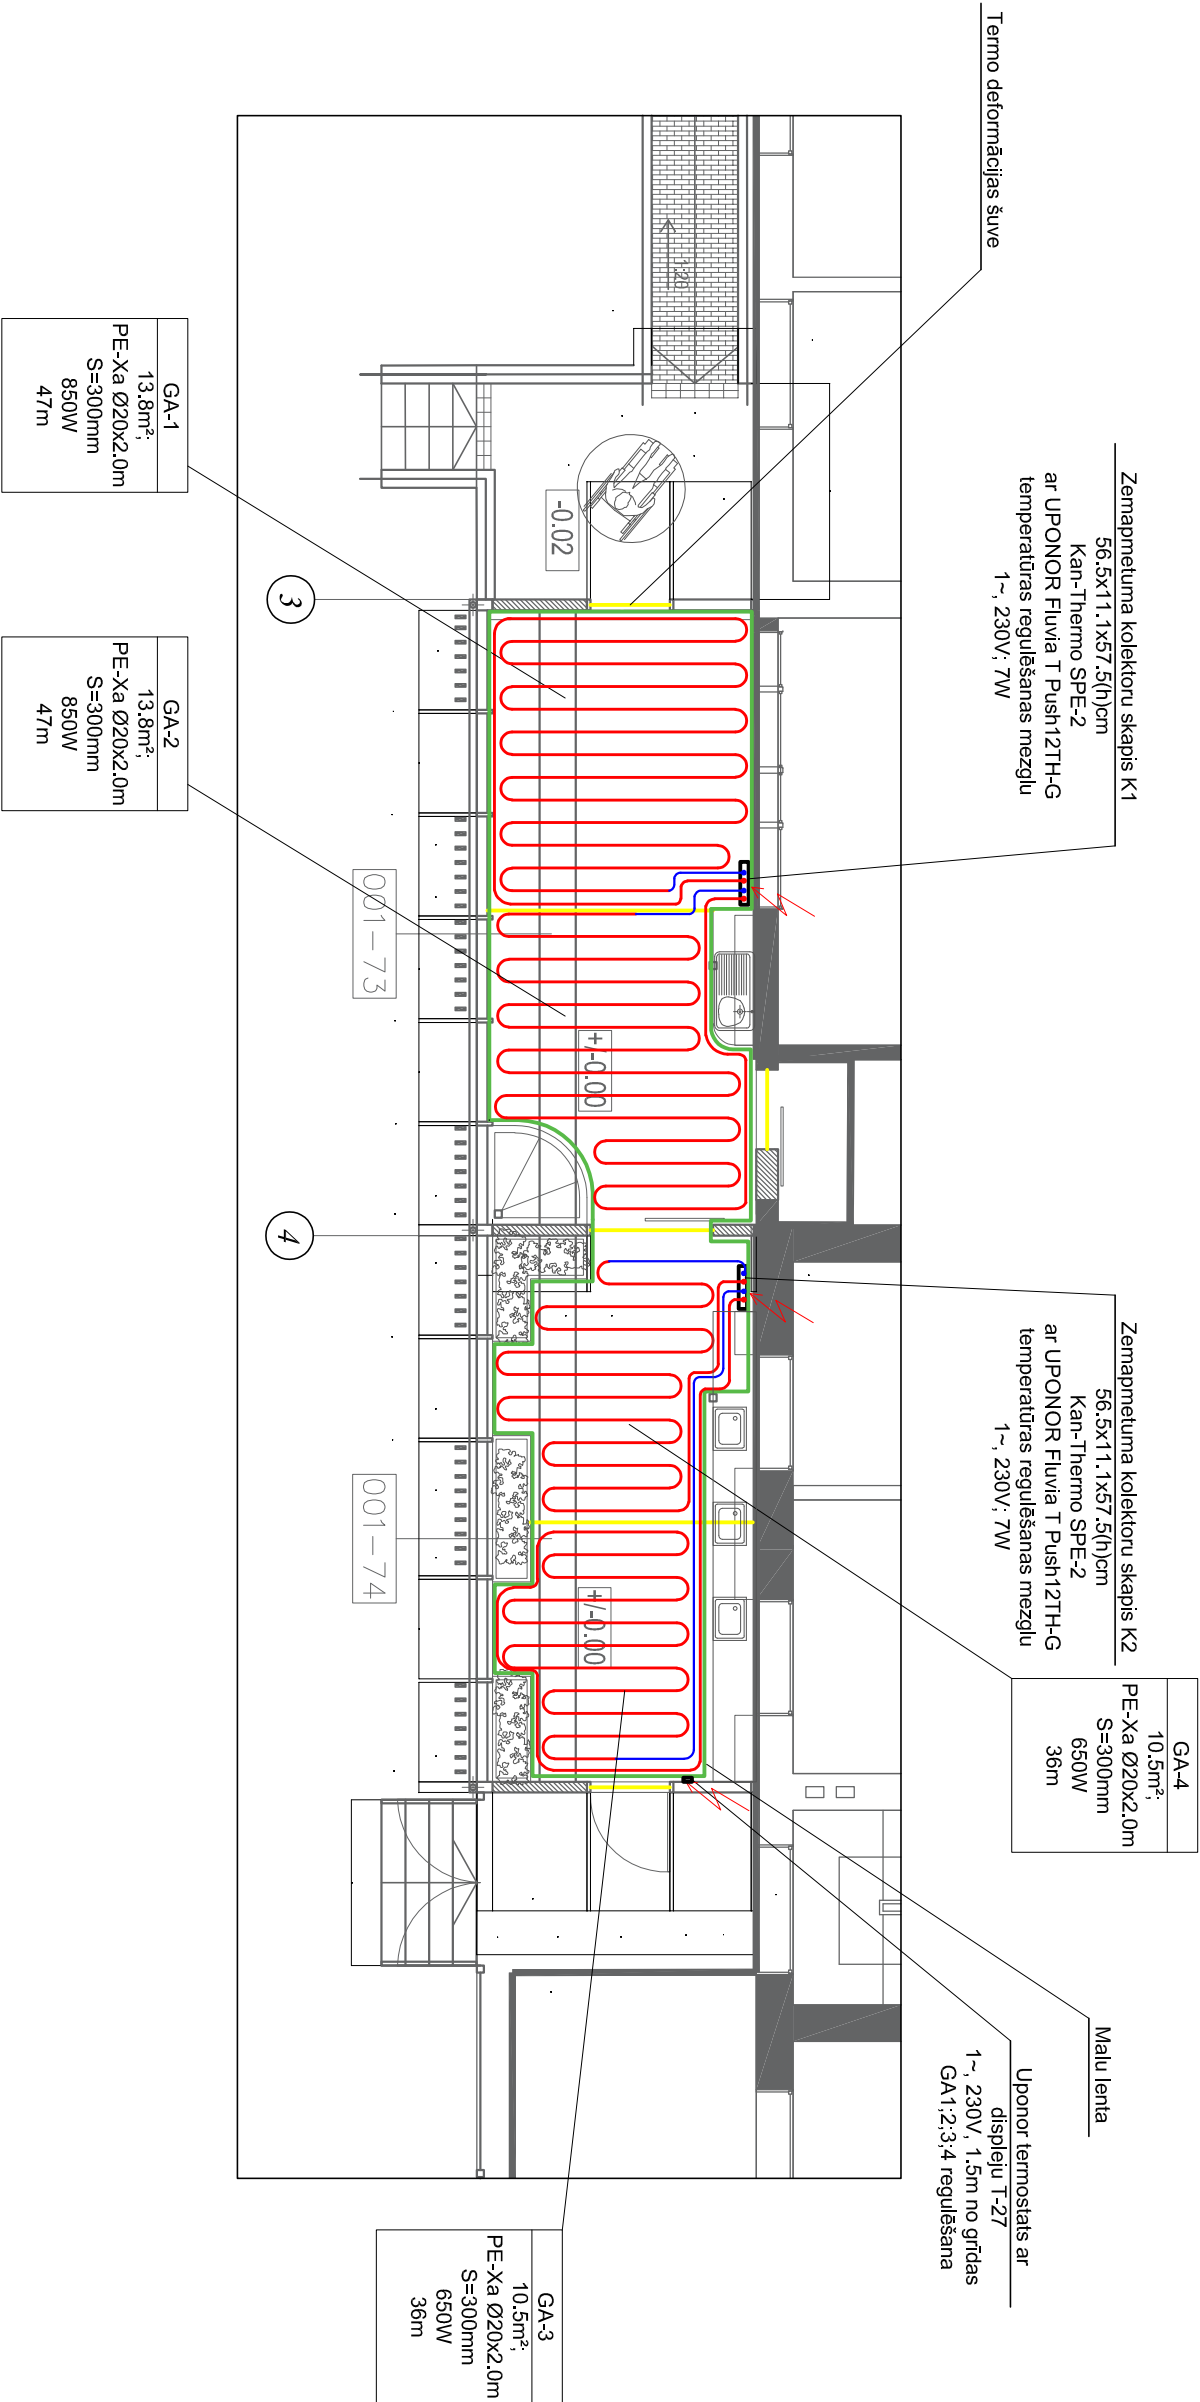 Termo deformācijas šuve
Zemapmetuma kolektoru skapis K1
56.5x11.1x57.5(h)cm
Kan-Thermo SPE-2
ar UPONOR Fluvia T Push12TH-G
temperatūras regulēšanas mezglu
1~, 230V; 7W
Zemapmetuma kolektoru skapis K2
56.5x11.1x57.5(h)cm
Kan-Thermo SPE-2
ar UPONOR Fluvia T Push12TH-G
temperatūras regulēšanas mezglu
1~, 230V; 7W
GA-4
10.5m²;
PE-Xa Ø20x2.0m
S=300mm
650W
36m
Malu lenta
Uponor termostats ar
displeju T-27
1~, 230V, 1.5m no grīdas
GA1;2;3;4 regulēšana
1:20
-0.02
+/-0.00
+/-0.00
001-73
001-74
3
4
GA-1
13.8m²;
PE-Xa Ø20x2.0m
S=300mm
850W
47m
GA-2
13.8m²;
PE-Xa Ø20x2.0m
S=300mm
850W
47m
GA-3
10.5m²;
PE-Xa Ø20x2.0m
S=300mm
650W
36m